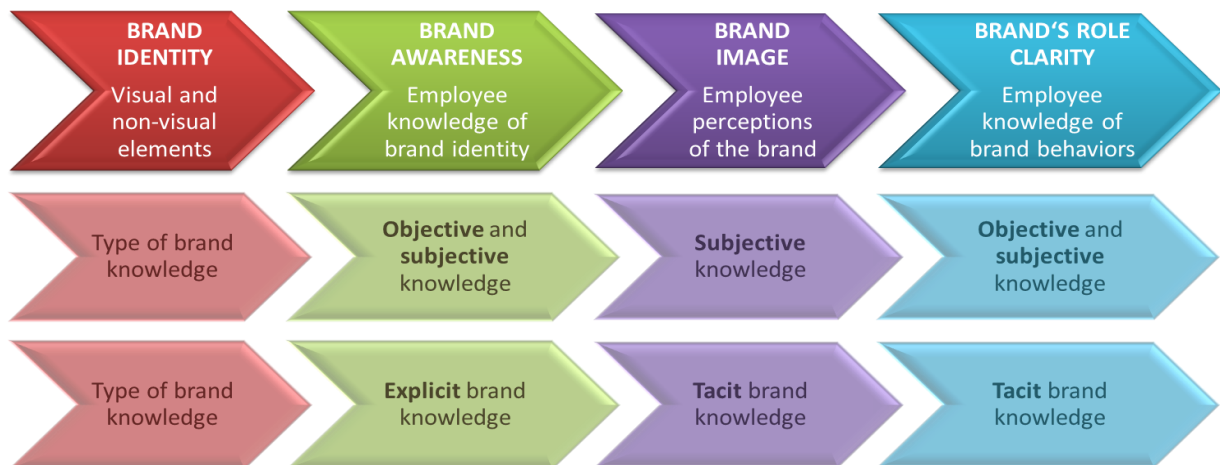 BRAND
IDENTITY
Visual and
non-visual
elements
BRAND
AWARENESS
Employee
knowledge of
brand identity
BRAND
IMAGE
Employee
perceptions
of the brand
BRAND‘S ROLE
CLARITY
Employee
knowledge of
brand behaviors
Type of brand
knowledge
Objective and
subjective
knowledge
Subjective
knowledge
Objective and
subjective
knowledge
Type of brand
knowledge
Explicit brand
knowledge
Tacit brand
knowledge
Tacit brand
knowledge